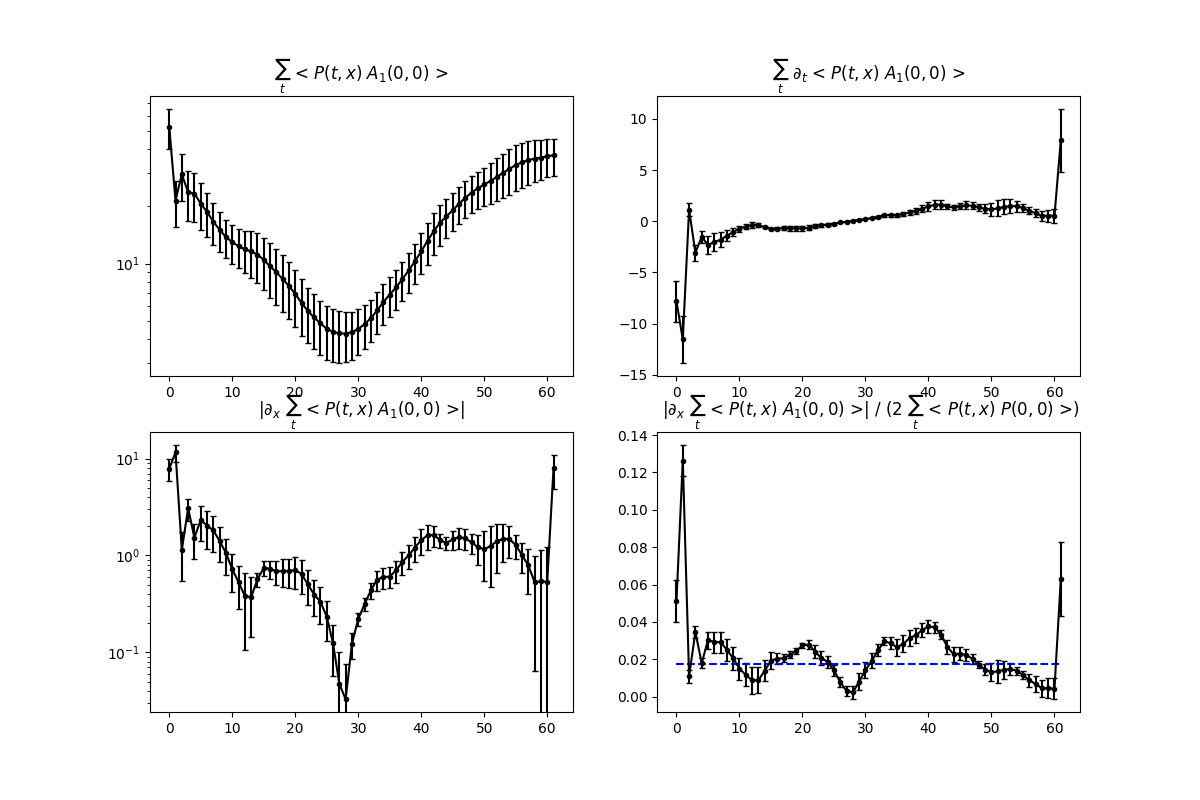 ∑_t < P(t, x) A_1(0, 0) >
∑_t ∂_t < P(t, x) A_1(0, 0) >
10^1
0 10 20 30 40 50 60
10
5
0
−5
−10
−15
0 10 20 30 40 50 60
|∂_x ∑_t < P(t, x) A_1(0, 0) >|
|∂_x ∑_t < P(t, x) A_1(0, 0) >| / (2 ∑_t < P(t, x) P(0, 0) >)
10^1
10^0
10^−1
0 10 20 30 40 50 60
0.14
0.12
0.10
0.08
0.06
0.04
0.02
0.00
0 10 20 30 40 50 60